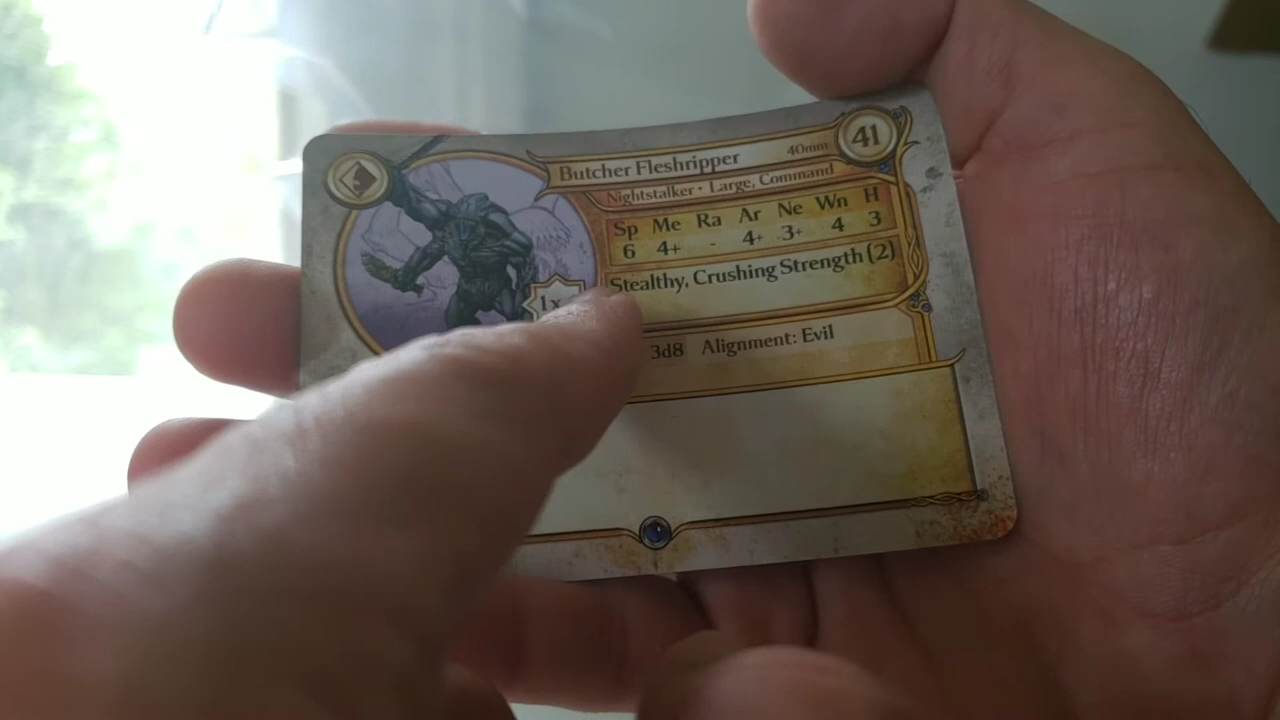 Butcher Fleshripper 40mm 41
Nightstalker • Large, Command
Sp Me Ra Ar Ne Wn H
6 4+ - 4+ 3+ 4 3
Stealthy, Crushing Strength (2)
1x
3d8 Alignment: Evil